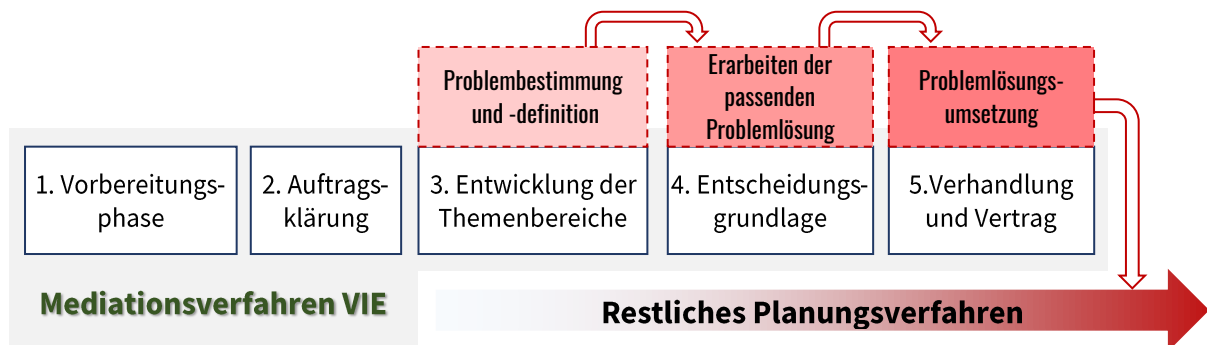 Problembestimmung
und -definition
Erarbeiten der
passenden
Problemlösung
Problemlösungs-
umsetzung
1. Vorbereitungs-
phase
2. Auftrags-
klärung
3. Entwicklung der
Themenbereiche
4. Entscheidungs-
grundlage
5.Verhandlung
und Vertrag
Mediationsverfahren VIE
Restliches Planungsverfahren